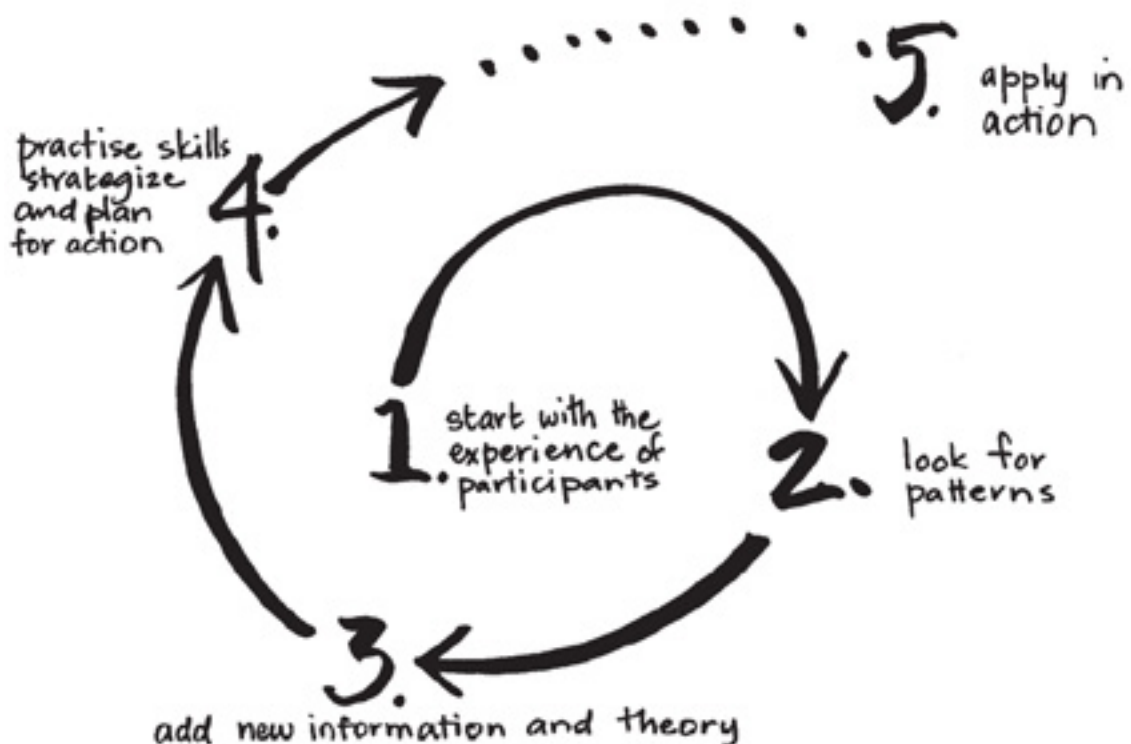 1. start with the
experience of
participants
2. look for
patterns
3.
add new information and theory
4. practise skills
strategize
and plan
for action
5. apply in
action